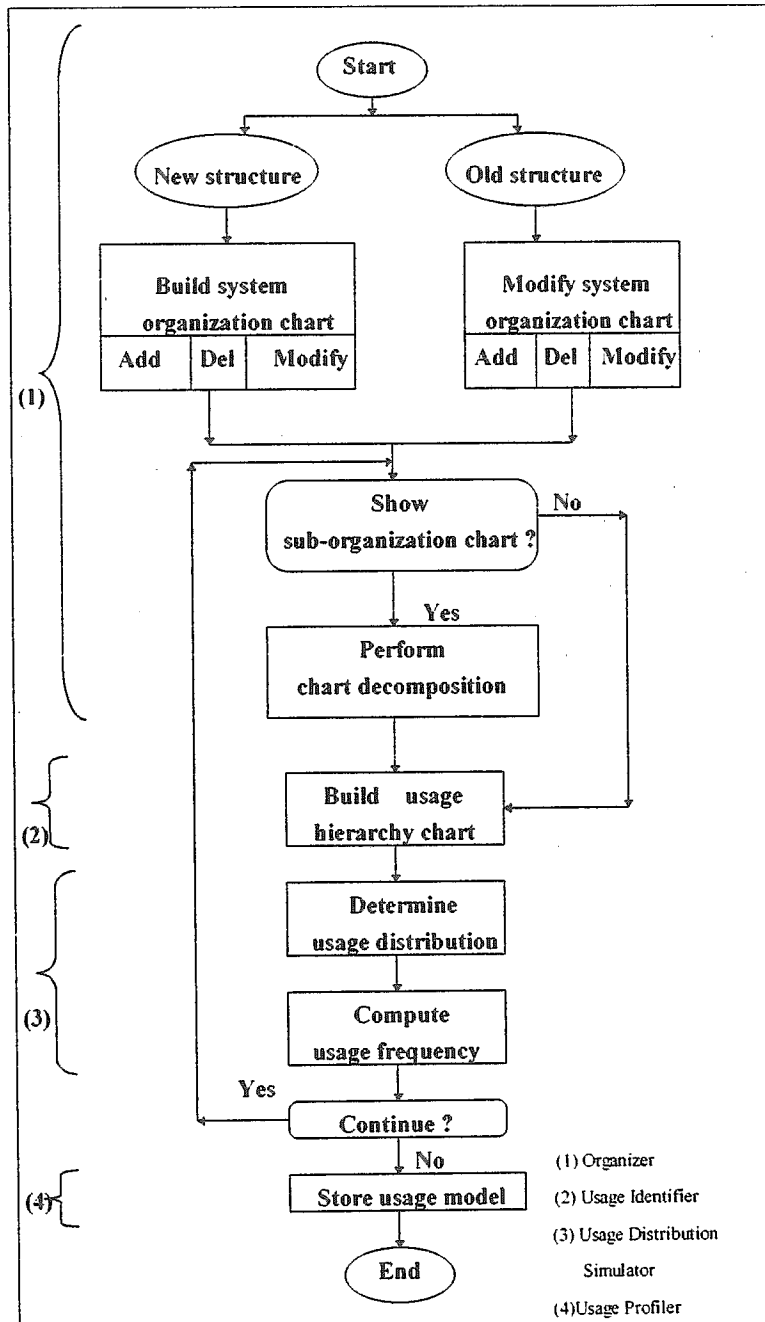 Start
New structure
Old structure
Build system
organization chart
Add Del Modify
Modify system
organization chart
Add Del Modify
(1)
Show
sub-organization chart ?
No
Yes
Perform
chart decomposition
Build usage
hierarchy chart
(2)
Determine
usage distribution
(3)
Compute
usage frequency
Yes
Continue ?
No
(4)
Store usage model
End
(1) Organizer
(2) Usage Identifier
(3) Usage Distribution
Simulator
(4)Usage Profiler